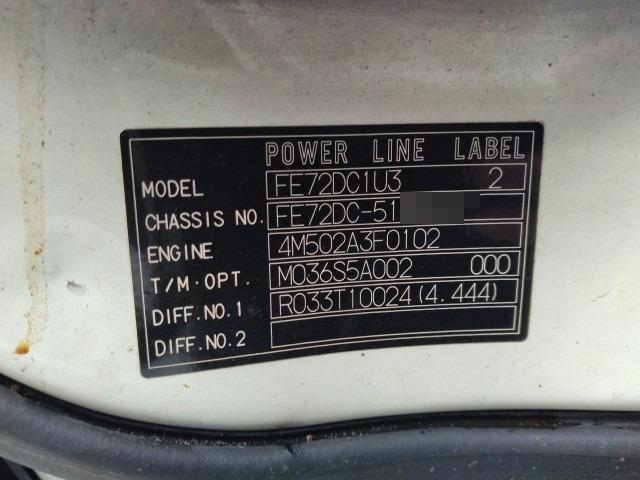 POWER LINE LABEL
MODEL FE72DC1U3 2
CHASSIS NO. FE72DC-51
ENGINE 4M502A3F0102
T/M·OPT. M036S5A002 000
DIFF.NO.1 R033T10024(4.444)
DIFF.NO.2